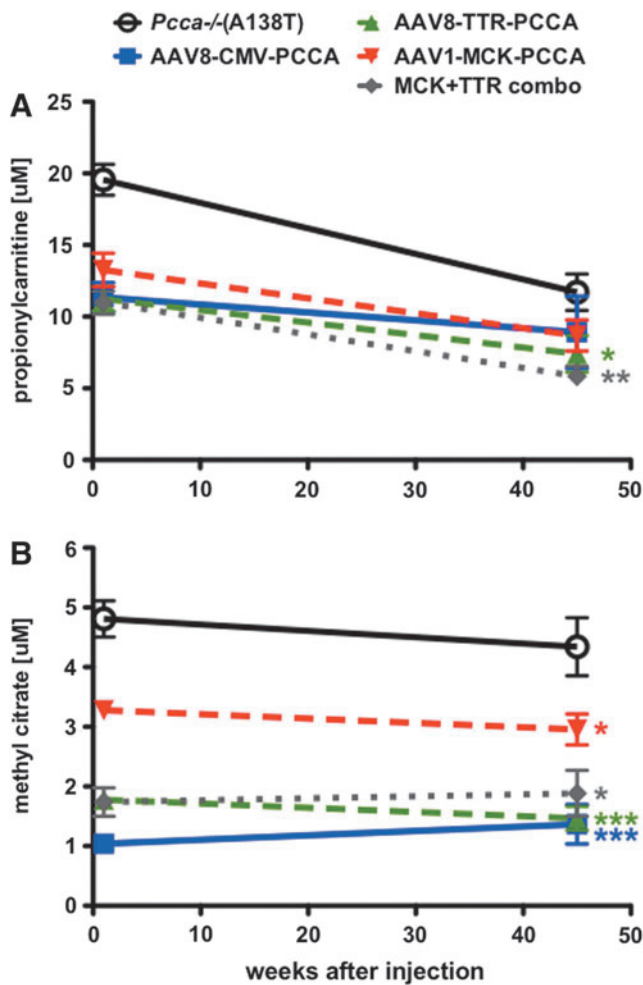 Pcca-/-(A138T)
AAV8-TTR-PCCA
AAV8-CMV-PCCA
AAV1-MCK-PCCA
MCK+TTR combo
A
25
20
15
10
5
0
propionylcarnitine [uM]
0 10 20 30 40 50
*
**
B
6
5
4
3
2
1
0
methyl citrate [uM]
*
*
***
***
0 10 20 30 40 50
weeks after injection